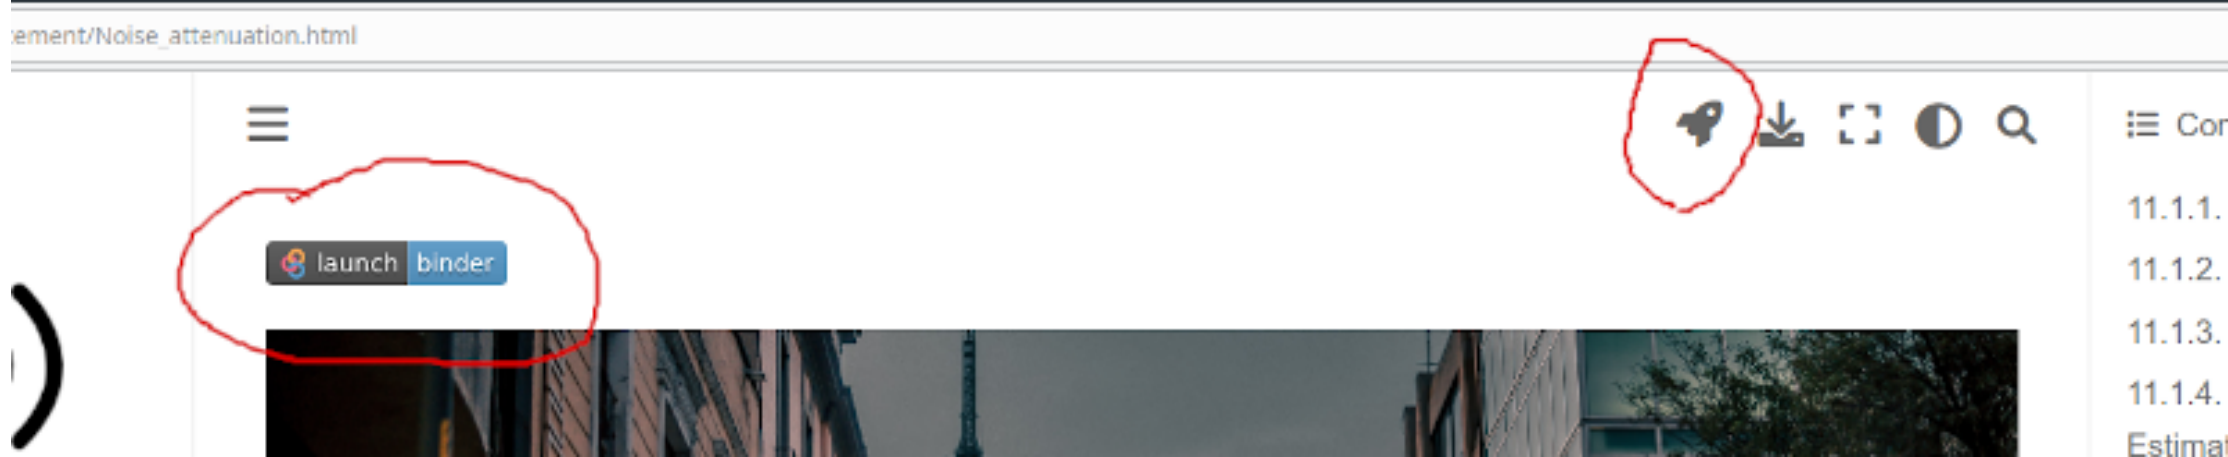 ement/Noise_attenuation.html
launch binder
11.1.1.
11.1.2.
11.1.3.
11.1.4.